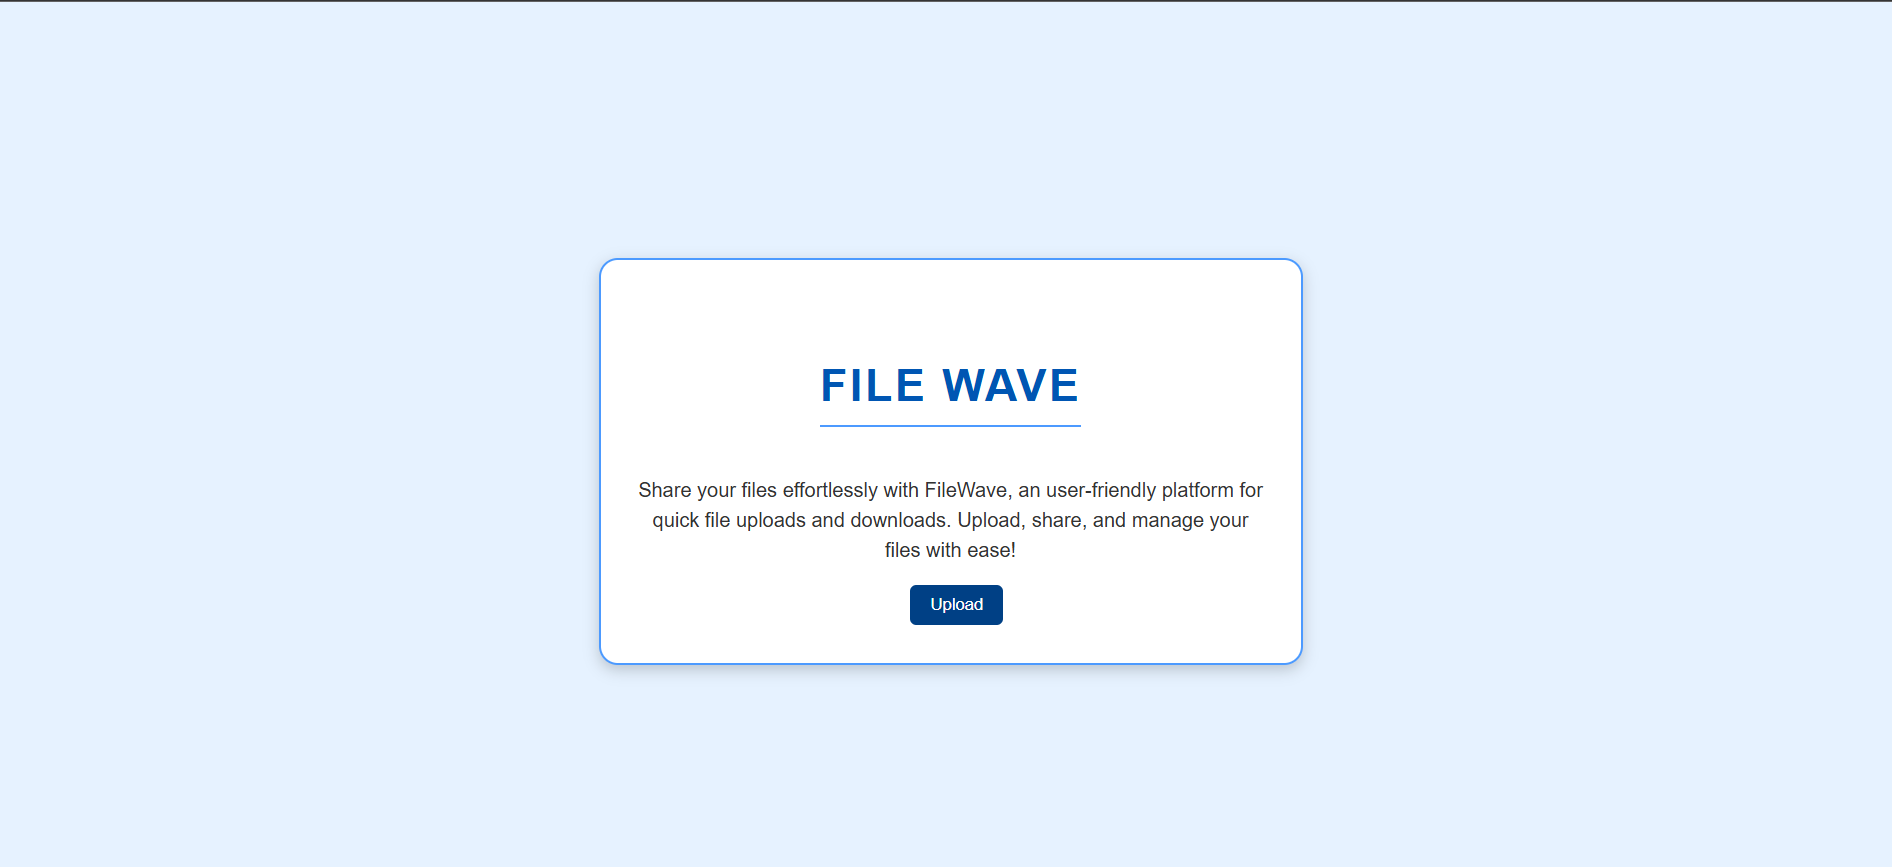 FILE WAVE
Share your files effortlessly with FileWave, an user-friendly platform for
quick file uploads and downloads. Upload, share, and manage your
files with ease!
Upload